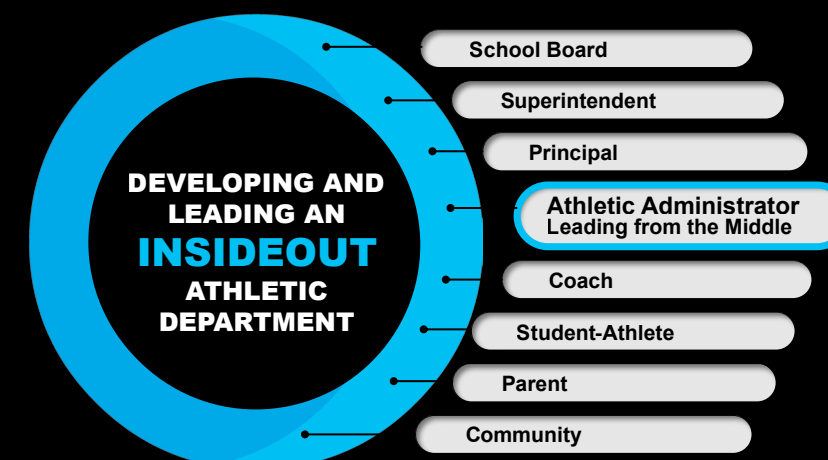 DEVELOPING AND
LEADING AN
INSIDEOUT
ATHLETIC
DEPARTMENT
School Board
Superintendent
Principal
Athletic Administrator
Leading from the Middle
Coach
Student-Athlete
Parent
Community